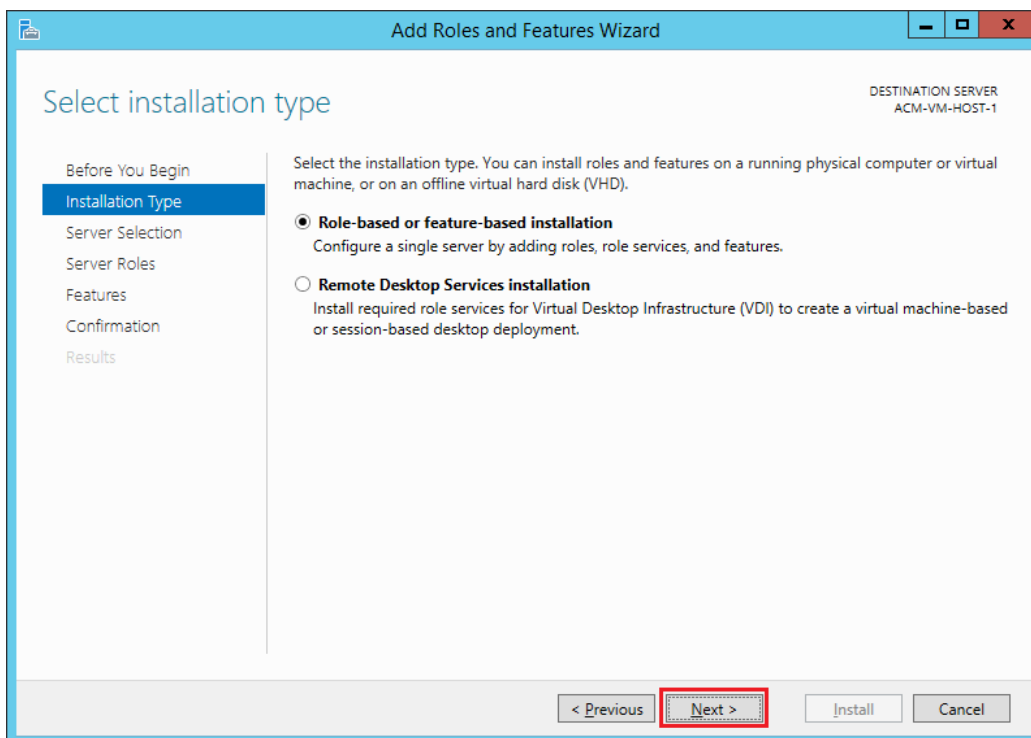 Add Roles and Features Wizard
Select installation type
DESTINATION SERVER
ACM-VM-HOST-1
Before You Begin
Installation Type
Server Selection
Server Roles
Features
Confirmation
Results
Select the installation type. You can install roles and features on a running physical computer or virtual
machine, or on an offline virtual hard disk (VHD).
Role-based or feature-based installation
Configure a single server by adding roles, role services, and features.
Remote Desktop Services installation
Install required role services for Virtual Desktop Infrastructure (VDI) to create a virtual machine-based
or session-based desktop deployment.
< Previous
Next >
Install
Cancel